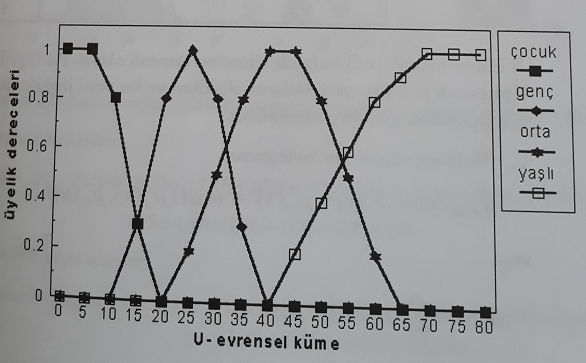 üyelik dereceleri
1
0.8
0.6
0.4
0.2
0
0 5 10 15 20 25 30 35 40 45 50 55 60 65 70 75 80
U- evrensel küme
çocuk
genç
orta
yaşlı